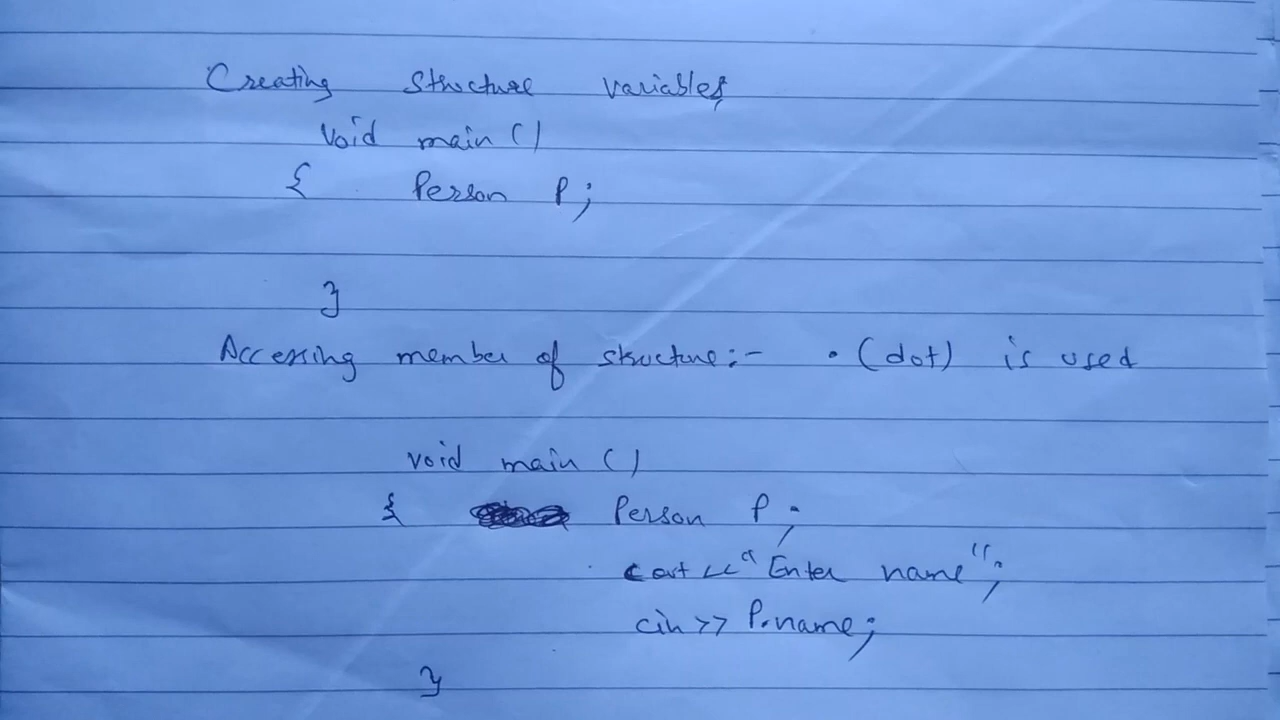 Creating Structure variables
void main ()
{ Person P;
}
Accessing member of structure:- . (dot) is used
void main ()
{ Person P;
cout << "Enter name";
cin >> P.name;
}